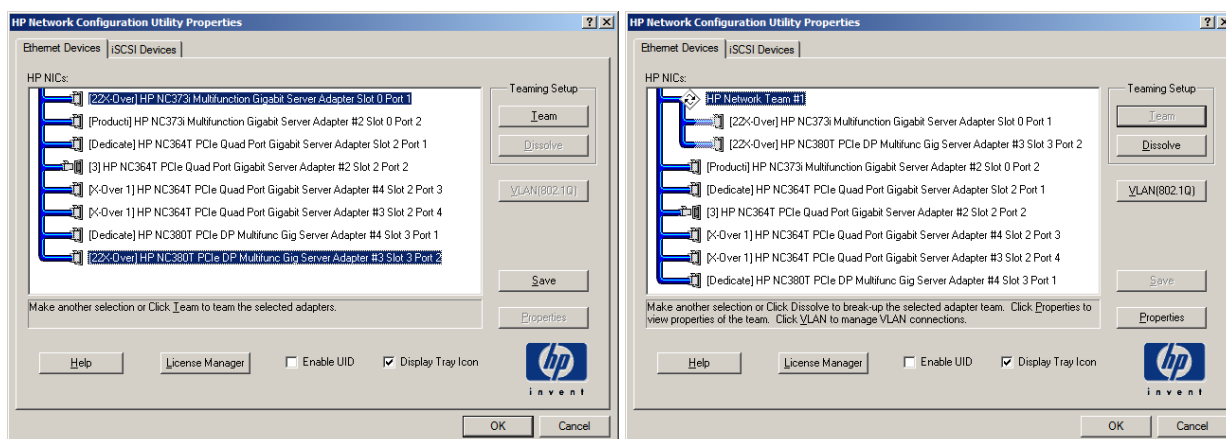 HP Network Configuration Utility Properties
Ethernet Devices
iSCSI Devices
HP NICs:
[22X-Over] HP NC373i Multifunction Gigabit Server Adapter Slot 0 Port 1
[Producti] HP NC373i Multifunction Gigabit Server Adapter #2 Slot 0 Port 2
[Dedicate] HP NC364T PCIe Quad Port Gigabit Server Adapter Slot 2 Port 1
[3] HP NC364T PCIe Quad Port Gigabit Server Adapter #2 Slot 2 Port 2
[X-Over 1] HP NC364T PCIe Quad Port Gigabit Server Adapter #4 Slot 2 Port 3
[X-Over 1] HP NC364T PCIe Quad Port Gigabit Server Adapter #3 Slot 2 Port 4
[Dedicate] HP NC380T PCIe DP Multifunc Gig Server Adapter #4 Slot 3 Port 1
[22X-Over] HP NC380T PCIe DP Multifunc Gig Server Adapter #3 Slot 3 Port 2
Teaming Setup
Team
Dissolve
VLAN(802.1Q)
Save
Properties
Make another selection or Click Team to team the selected adapters.
Help
License Manager
Enable UID
Display Tray Icon
hp
invent
OK
Cancel
HP Network Configuration Utility Properties
Ethernet Devices
iSCSI Devices
HP NICs:
HP Network Team #1
[22X-Over] HP NC373i Multifunction Gigabit Server Adapter Slot 0 Port 1
[22X-Over] HP NC380T PCIe DP Multifunc Gig Server Adapter #3 Slot 3 Port 2
[Producti] HP NC373i Multifunction Gigabit Server Adapter #2 Slot 0 Port 2
[Dedicate] HP NC364T PCIe Quad Port Gigabit Server Adapter Slot 2 Port 1
[3] HP NC364T PCIe Quad Port Gigabit Server Adapter #2 Slot 2 Port 2
[X-Over 1] HP NC364T PCIe Quad Port Gigabit Server Adapter #4 Slot 2 Port 3
[X-Over 1] HP NC364T PCIe Quad Port Gigabit Server Adapter #3 Slot 2 Port 4
[Dedicate] HP NC380T PCIe DP Multifunc Gig Server Adapter #4 Slot 3 Port 1
Teaming Setup
Team
Dissolve
VLAN(802.1Q)
Save
Properties
Make another selection or Click Dissolve to break-up the selected adapter team. Click Properties to
view properties of the team. Click VLAN to manage VLAN connections.
Help
License Manager
Enable UID
Display Tray Icon
hp
invent
OK
Cancel